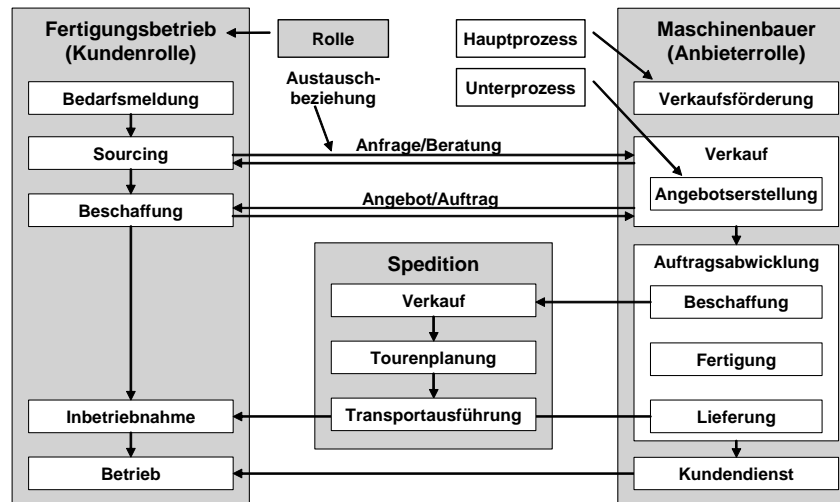 Fertigungsbetrieb
(Kundenrolle)
Bedarfsmeldung
Sourcing
Beschaffung
Inbetriebnahme
Betrieb
Rolle
Austausch-
beziehung
Anfrage/Beratung
Angebot/Auftrag
Spedition
Verkauf
Tourenplanung
Transportausführung
Hauptprozess
Unterprozess
Maschinenbauer
(Anbieterrolle)
Verkaufsförderung
Verkauf
Angebotserstellung
Auftragsabwicklung
Beschaffung
Fertigung
Lieferung
Kundendienst